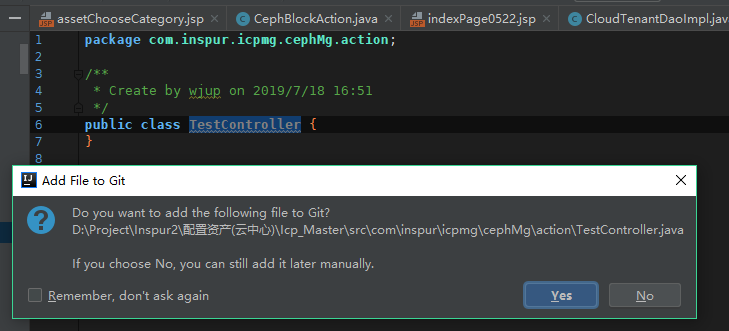 assetChooseCategory.jsp CephBlockAction.java indexPage0522.jsp CloudTenantDaoImpl.jav
1 package com.inspur.icpmg.cephMg.action;
2
3 /**
4 * Create by wjup on 2019/7/18 16:51
5 */
6 public class TestController {
7 }
8
Add File to Git
Do you want to add the following file to Git?
D:\Project\Inspur2\配置资产(云中心)\Icp_Master\src\com\inspur\icpmg\cephMg\action\TestController.java
If you choose No, you can still add it later manually.
Remember, don't ask again
Yes No